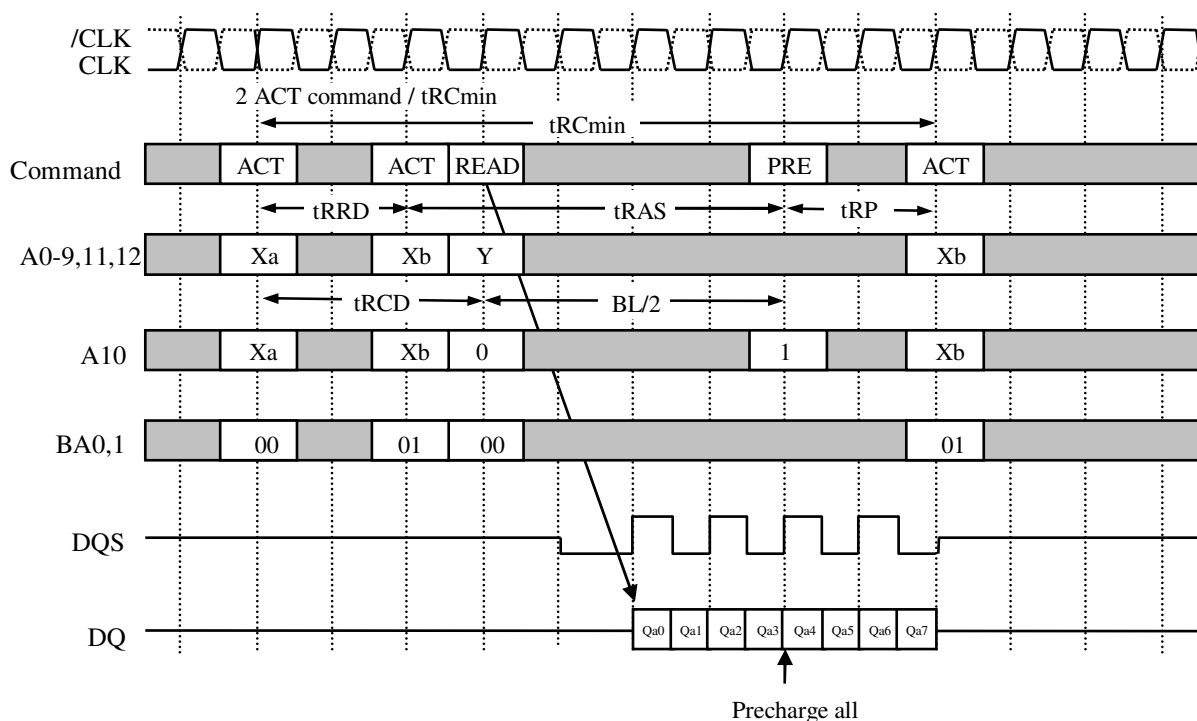 /CLK
CLK
2 ACT command / tRCmin
tRCmin
Command
ACT ACT READ PRE ACT
tRRD tRAS tRP
A0-9,11,12
Xa Xb Y Xb
tRCD BL/2
A10
Xa Xb 0 1 Xb
BA0,1
00 01 00 01
DQS
DQ
Qa0 Qa1 Qa2 Qa3 Qa4 Qa5 Qa6 Qa7
Precharge all